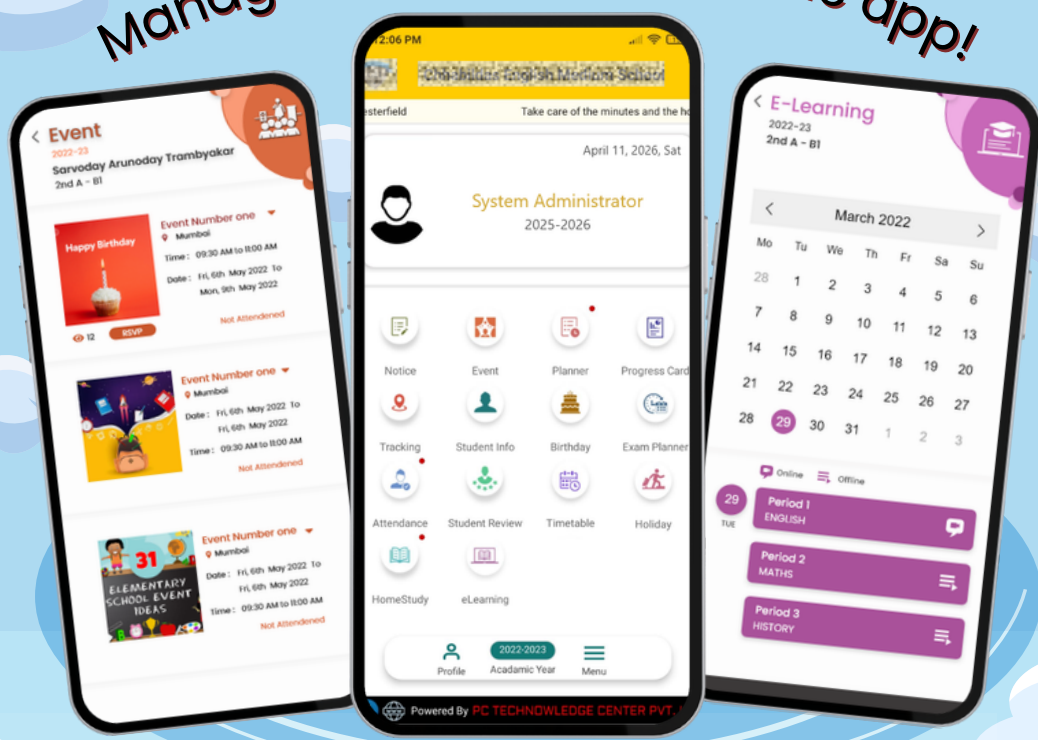 app!
Event
2022-23
Sarvoday Arunoday Trambyakar
2nd A - B1
Happy Birthday
Event Number one
Mumbai
Time : 09:30 AM to 11:00 AM
Date : Fri, 6th May 2022 To
Mon, 9th May 2022
12 RSVP
Not Attendened
Event Number one
Mumbai
Date : Fri, 6th May 2022 To
Fri, 6th May 2022
Time : 09:30 AM to 11:00 AM
Not Attendened
31
ELEMENTARY
SCHOOL EVENT
IDEAS
Event Number one
Mumbai
Date : Fri, 6th May 2022 To
Fri, 6th May 2022
Time : 09:30 AM to 11:00 AM
Not Attendened
2:06 PM
English Medium School
esterfield Take care of the minutes and the
April 11, 2026, Sat
System Administrator
2025-2026
Notice Event Planner Progress Card
Tracking Student Info Birthday Exam Planner
Attendance Student Review Timetable Holiday
HomeStudy eLearning
2022-2023
Profile Acadamic Year Menu
Powered By PC TECHNOWLEDGE CENTER PVT.
E-Learning
2022-23
2nd A - B1
March 2022
Mo Tu We Th Fr Sa Su
28 1 2 3 4 5 6
7 8 9 10 11 12 13
14 15 16 17 18 19 20
21 22 23 24 25 26 27
28 29 30 31 1 2 3
Online Offline
29
TUE
Period 1
ENGLISH
Period 2
MATHS
Period 3
HISTORY